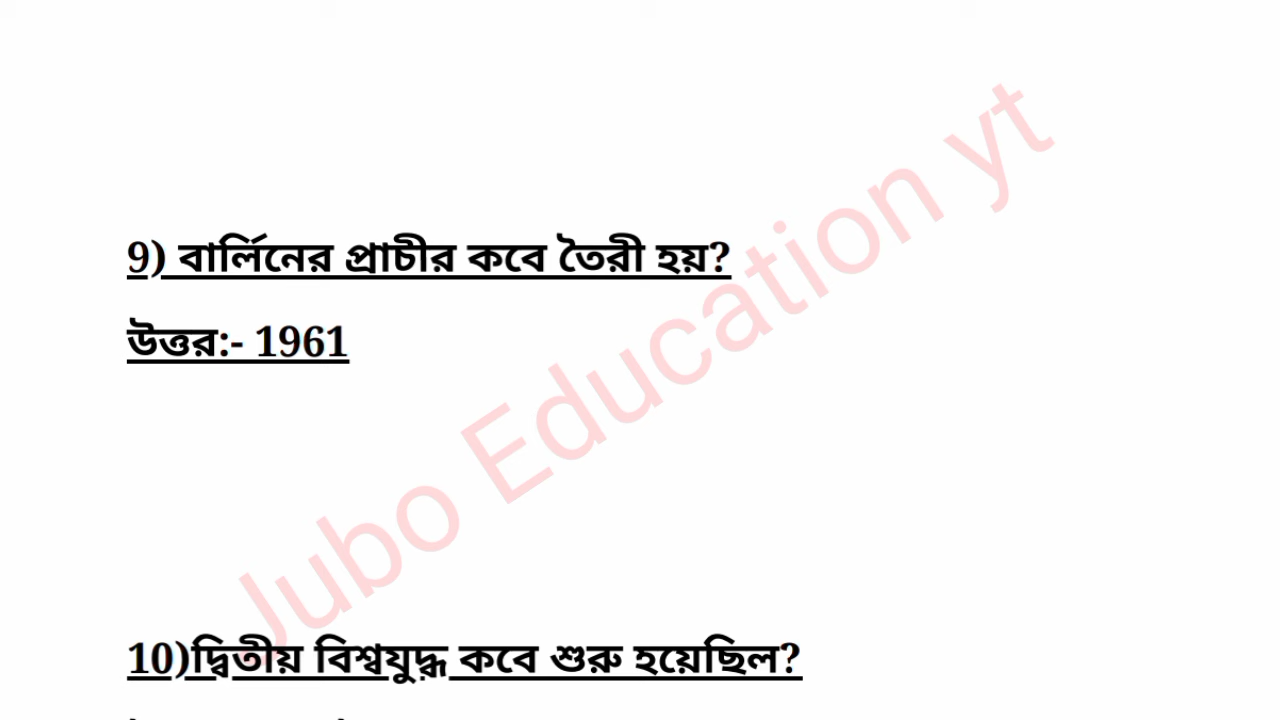 9) বার্লিনের প্রাচীর কবে তৈরী হয়?
উত্তর:- 1961
Jubo Education yt
10)দ্বিতীয় বিশ্বযুদ্ধ কবে শুরু হয়েছিল?